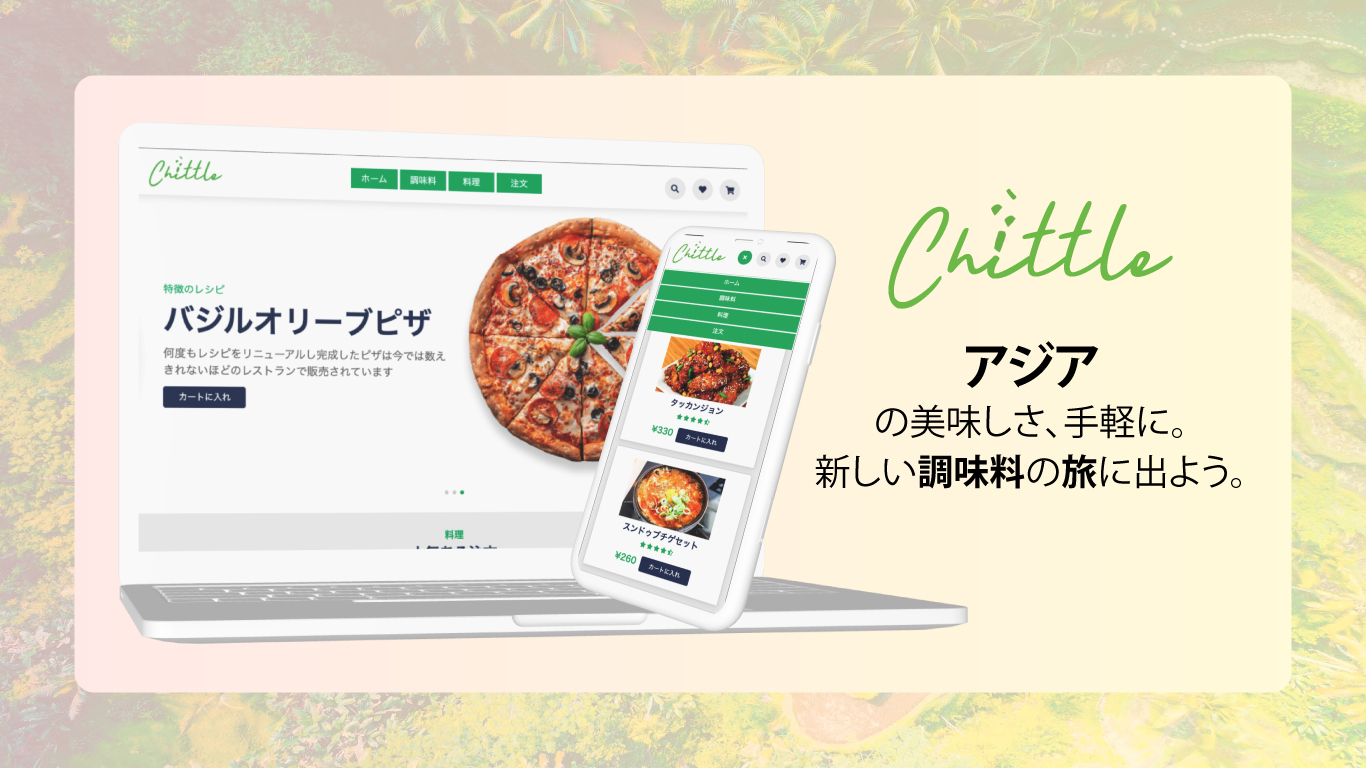 Chittle
ホーム
調味料
料理
注文
特徴のレシピ
バジルオリーブピザ
何度もレシピをリニューアルし完成したピザは今では数え
きれないほどのレストランで販売されています
カートに入れ
料理
Chittle
ホーム
調味料
料理
注文
タッカンジョン
¥330
カートに入れ
スンドゥブチゲセット
¥260
カートに入れ
Chittle
アジア
の美味しさ、手軽に。
新しい調味料の旅に出よう。